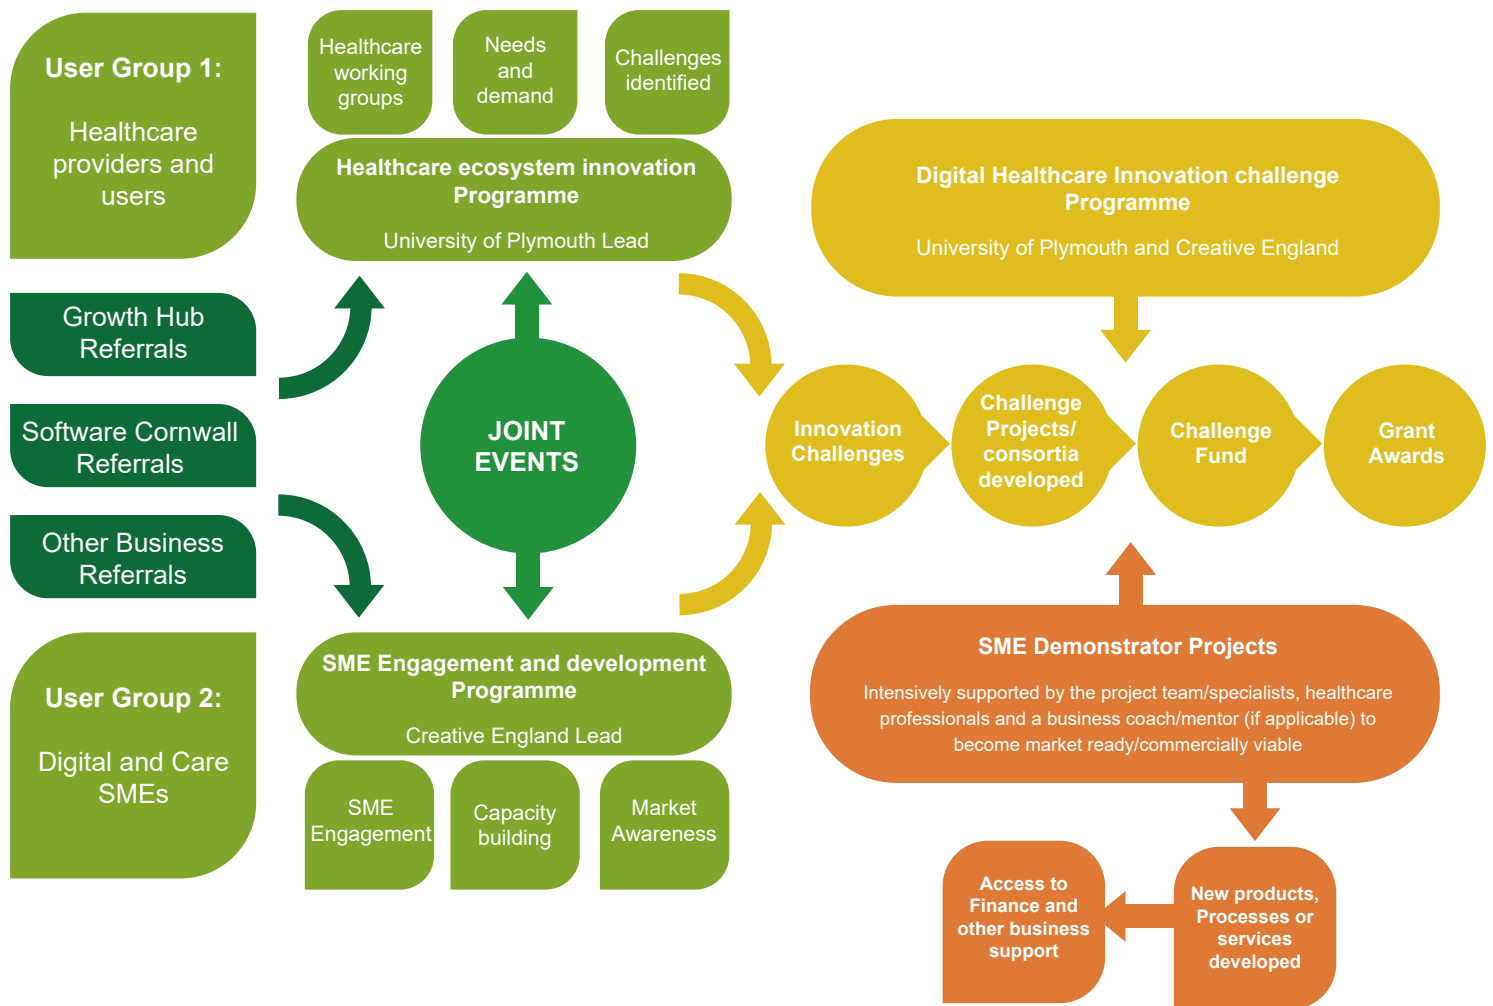 User Group 1:
Healthcare
providers and
users
Growth Hub
Referrals
Software Cornwall
Referrals
Other Business
Referrals
User Group 2:
Digital and Care
SMEs
Healthcare
working
groups
Needs
and
demand
Challenges
identified
Healthcare ecosystem innovation
Programme
University of Plymouth Lead
JOINT
EVENTS
SME Engagement and development
Programme
Creative England Lead
SME
Engagement
Capacity
building
Market
Awareness
Digital Healthcare Innovation challenge
Programme
University of Plymouth and Creative England
Innovation
Challenges
Challenge
Projects/
consortia
developed
Challenge
Fund
Grant
Awards
SME Demonstrator Projects
Intensively supported by the project team/specialists, healthcare
professionals and a business coach/mentor (if applicable) to
become market ready/commercially viable
Access to
Finance and
other business
support
New products,
Processes or
services
developed